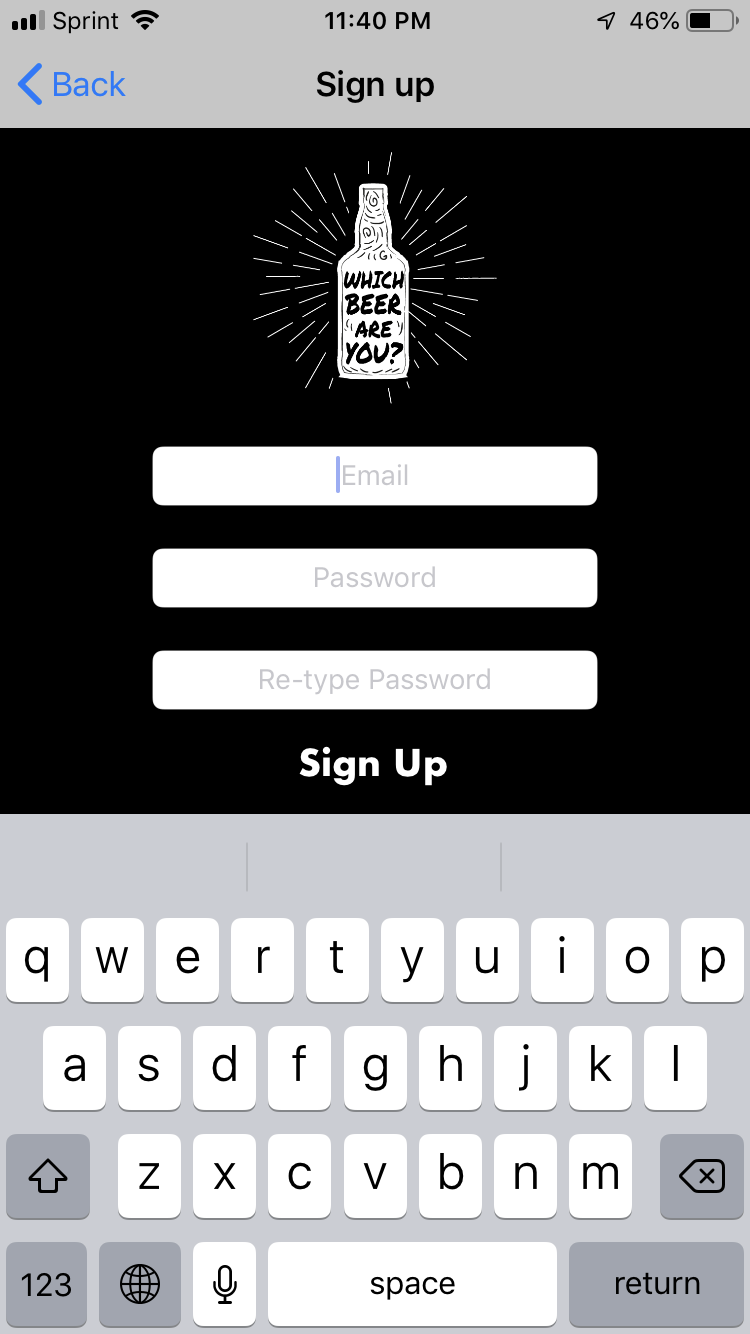 Sprint 11:40 PM 46%
Back Sign up
WHICH
BEER
ARE
YOU?
Email
Password
Re-type Password
Sign Up
q w e r t y u i o p
a s d f g h j k l
z x c v b n m
123 space return